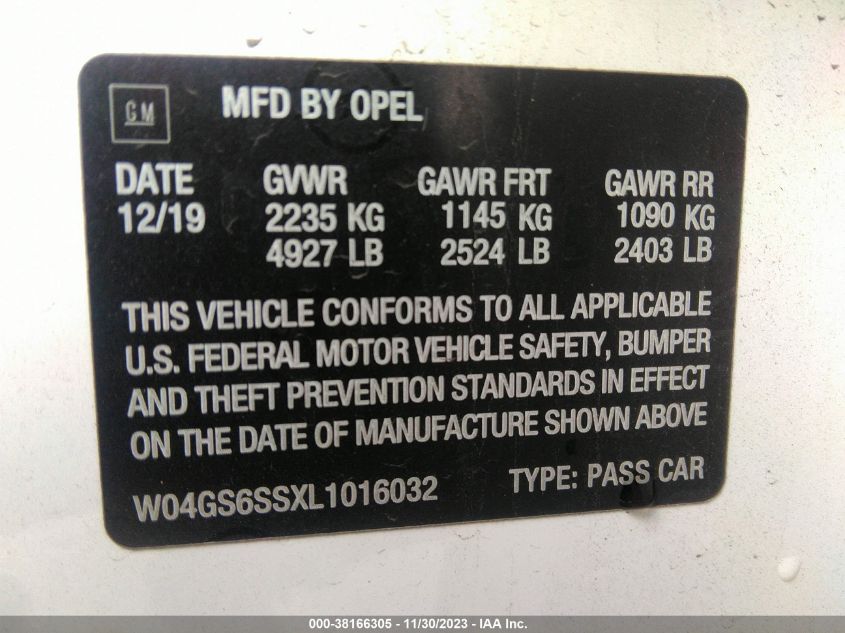 GM MFD BY OPEL
DATE GVWR GAWR FRT GAWR RR
12/19 2235 KG 1145 KG 1090 KG
4927 LB 2524 LB 2403 LB
THIS VEHICLE CONFORMS TO ALL APPLICABLE
U.S. FEDERAL MOTOR VEHICLE SAFETY, BUMPER
AND THEFT PREVENTION STANDARDS IN EFFECT
ON THE DATE OF MANUFACTURE SHOWN ABOVE
W04GS6SSXL1016032 TYPE: PASS CAR
000-38166305 - 11/30/2023 - IAA Inc.